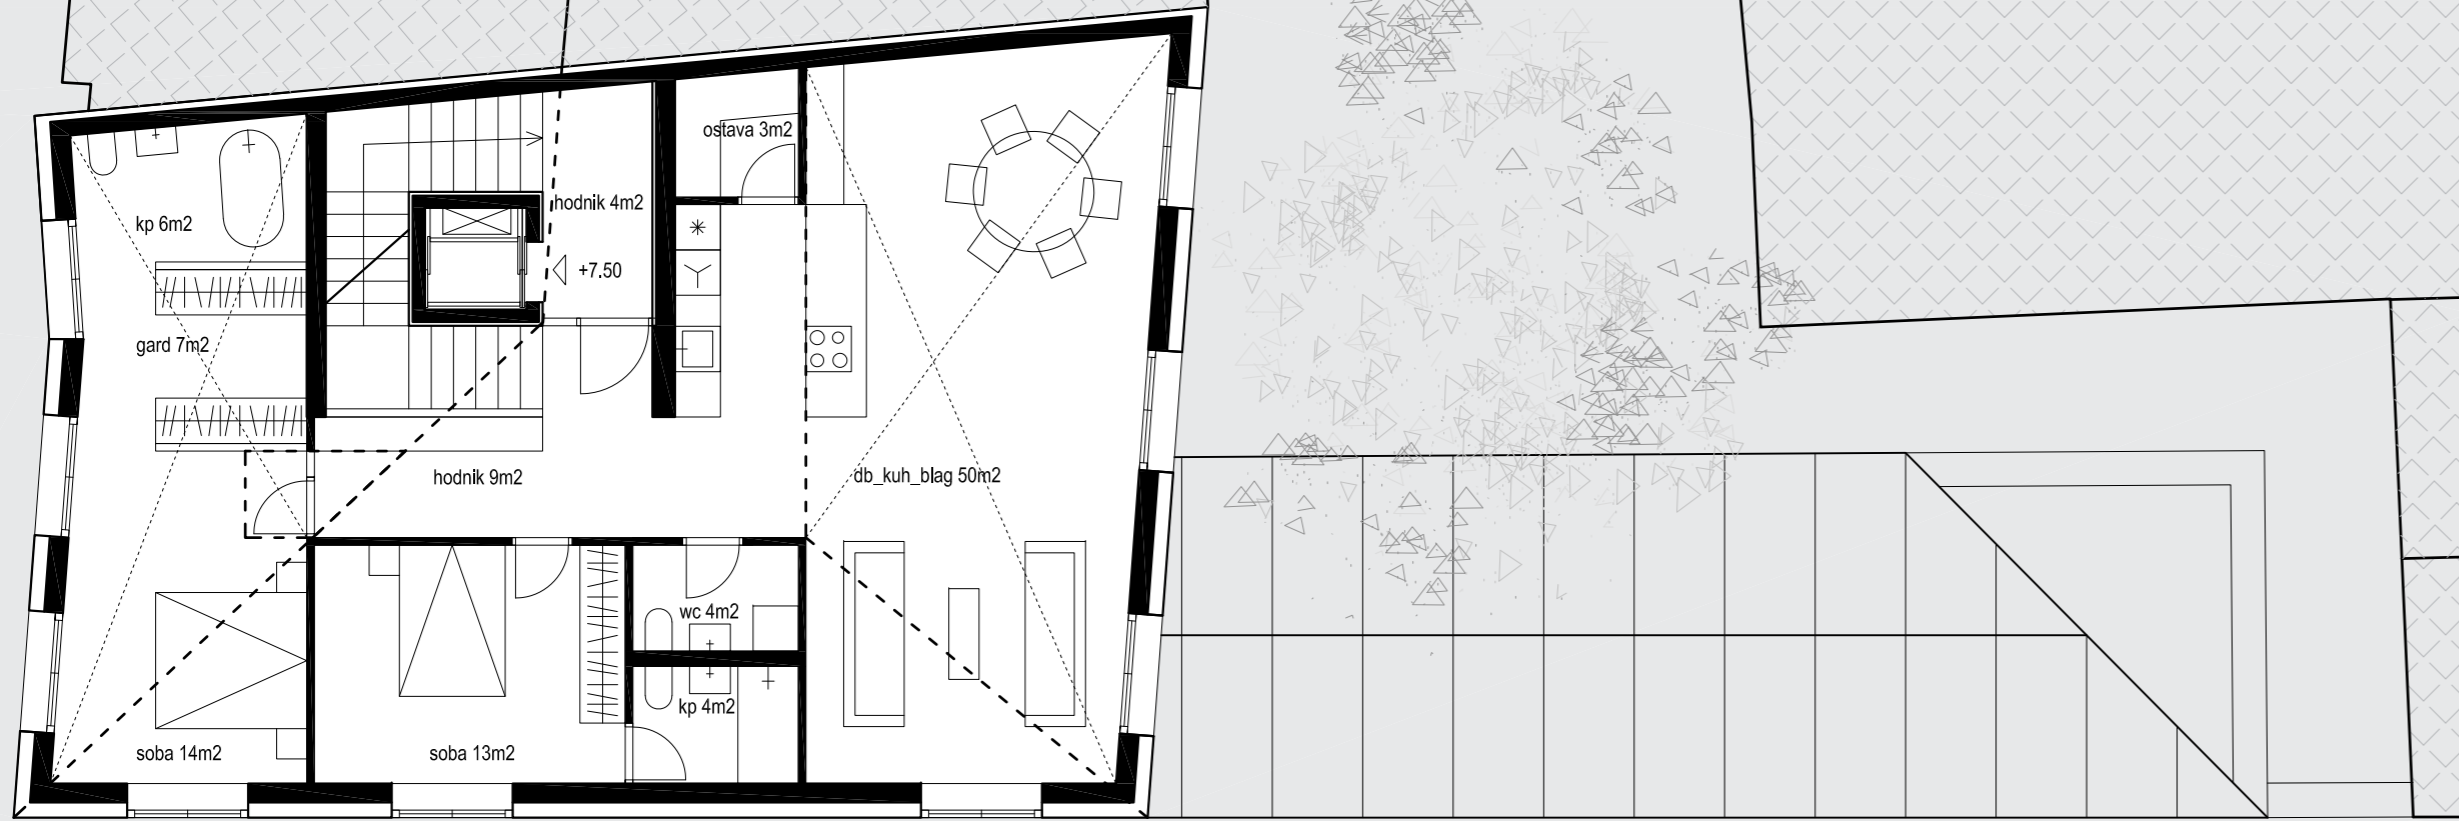 ostava 3m2
hodnik 4m2
kp 6m2
+7.50
gard 7m2
hodnik 9m2
db_kuh_blag 50m2
wc 4m2
kp 4m2
soba 14m2
soba 13m2